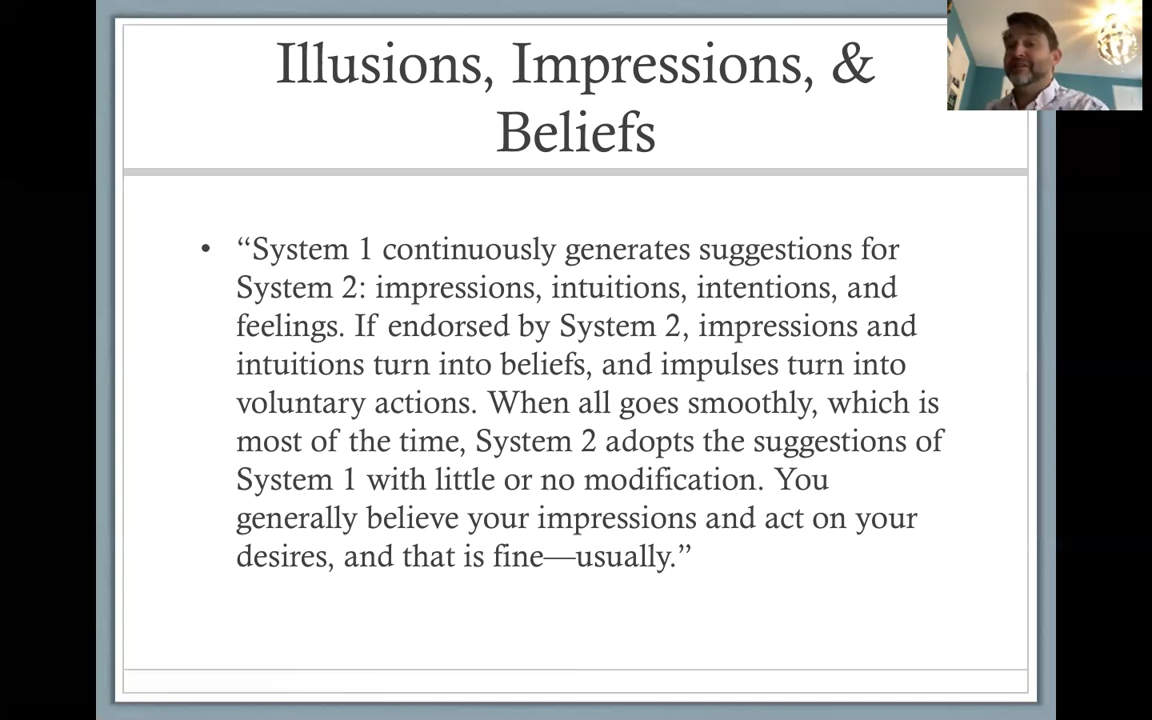 Illusions, Impressions, &
Beliefs
• “System 1 continuously generates suggestions for
System 2: impressions, intuitions, intentions, and
feelings. If endorsed by System 2, impressions and
intuitions turn into beliefs, and impulses turn into
voluntary actions. When all goes smoothly, which is
most of the time, System 2 adopts the suggestions of
System 1 with little or no modification. You
generally believe your impressions and act on your
desires, and that is fine—usually.”